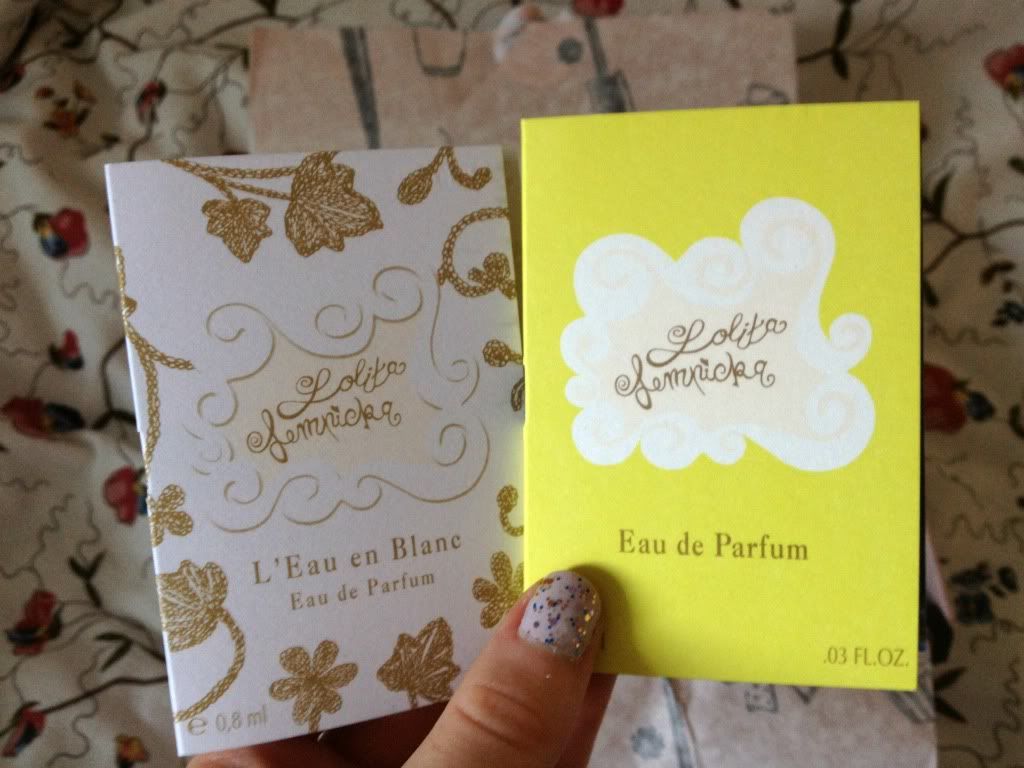 Lolita
Lempicka
L'Eau en Blanc
Eau de Parfum
e 0,8 ml
Lolita
Lempicka
Eau de Parfum
.03 FL.OZ.